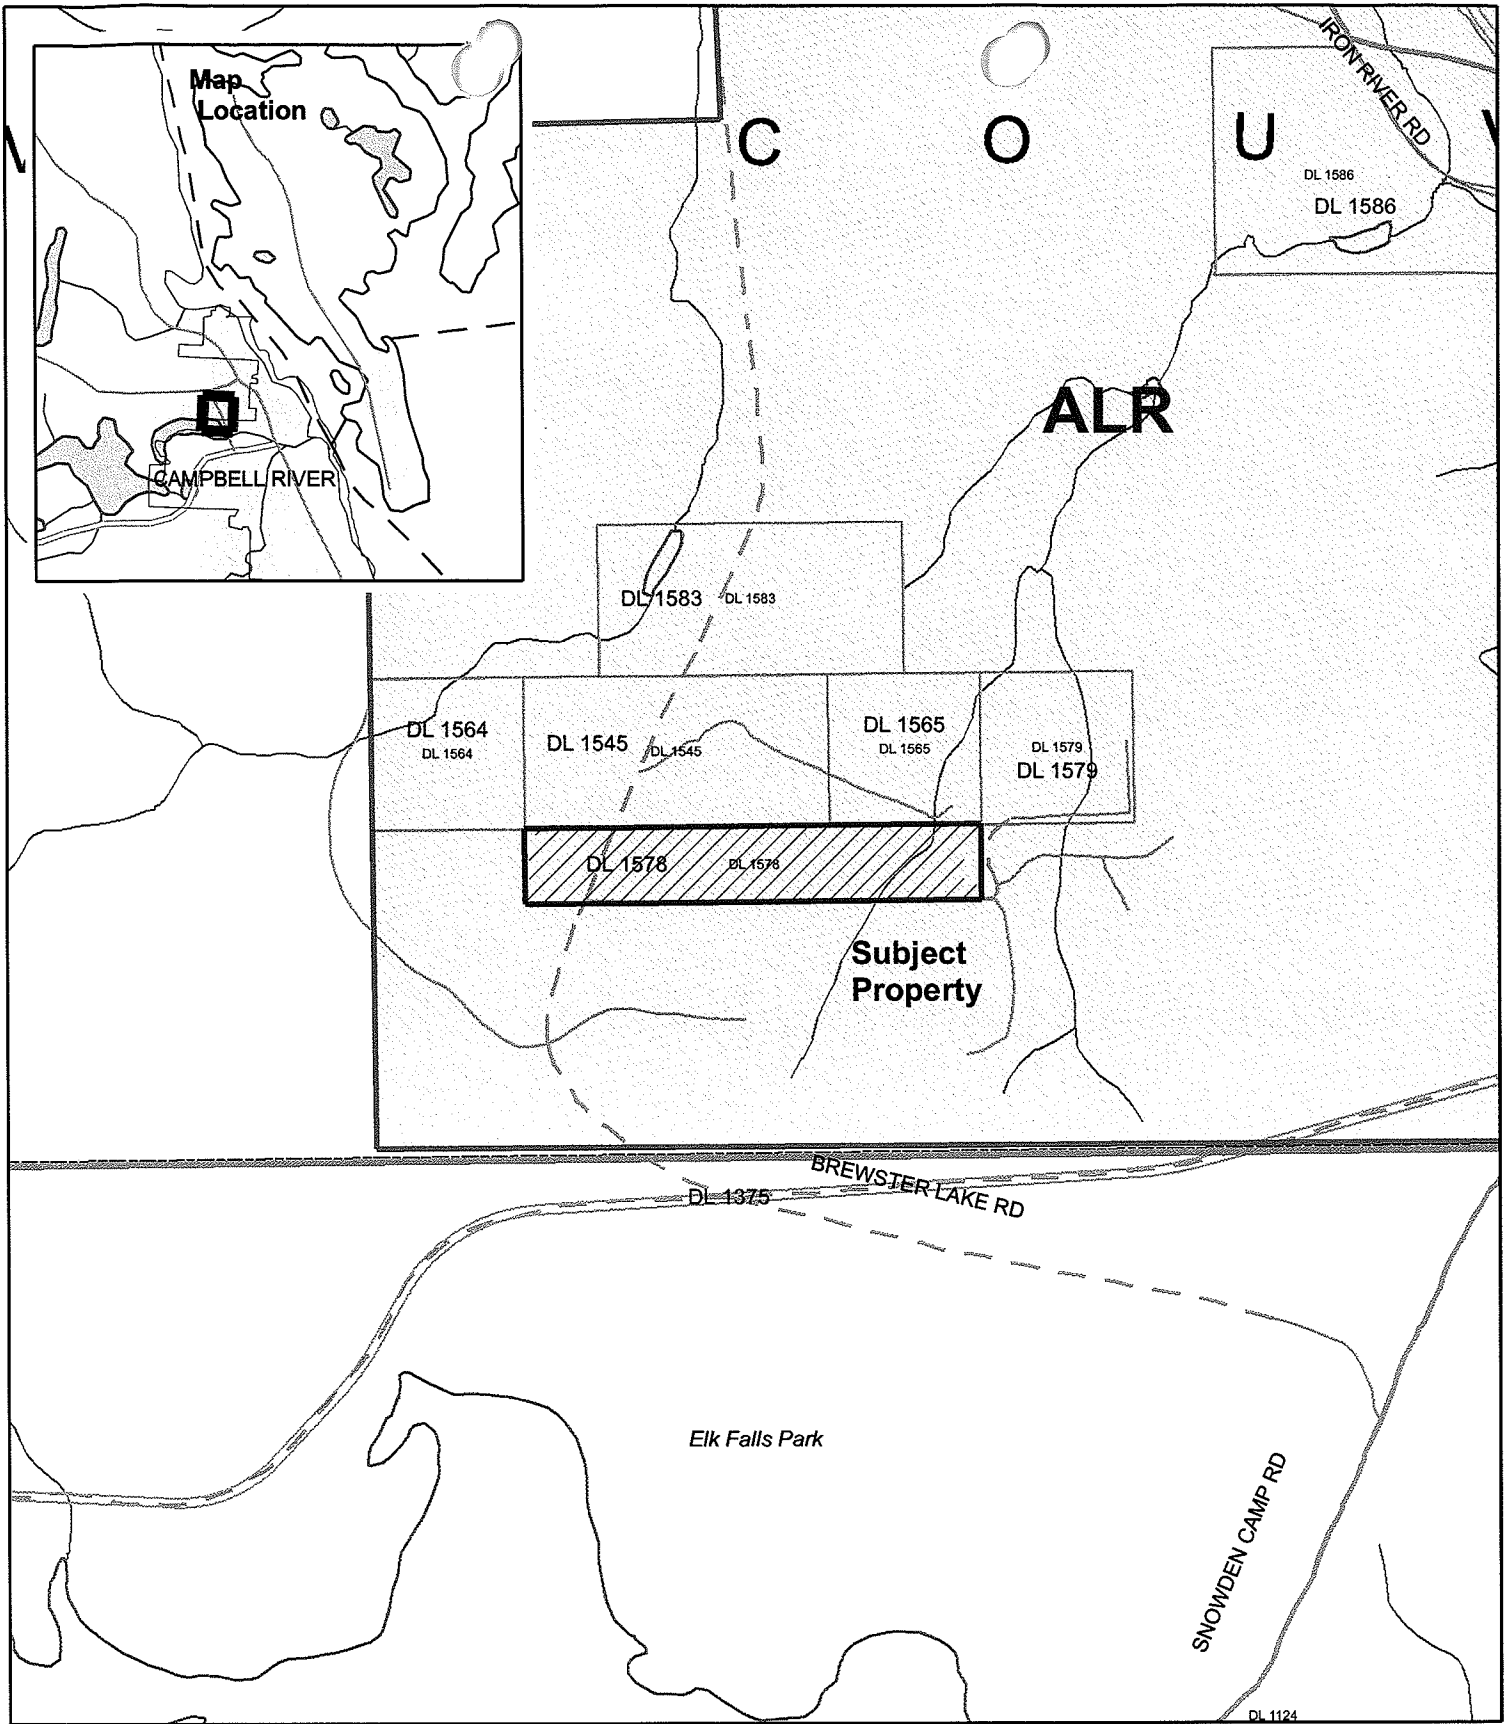 Map
Location
CAMPBELL RIVER
C O U
IRON RIVER RD
DL 1586
DL 1586
ALR
DL 1583
DL 1583
DL 1564
DL 1564
DL 1545
DL 1545
DL 1565
DL 1565
DL 1579
DL 1579
DL 1578
DL 1578
Subject
Property
BREWSTER LAKE RD
DL 1375
Elk Falls Park
SNOWDEN CAMP RD
DL 1124